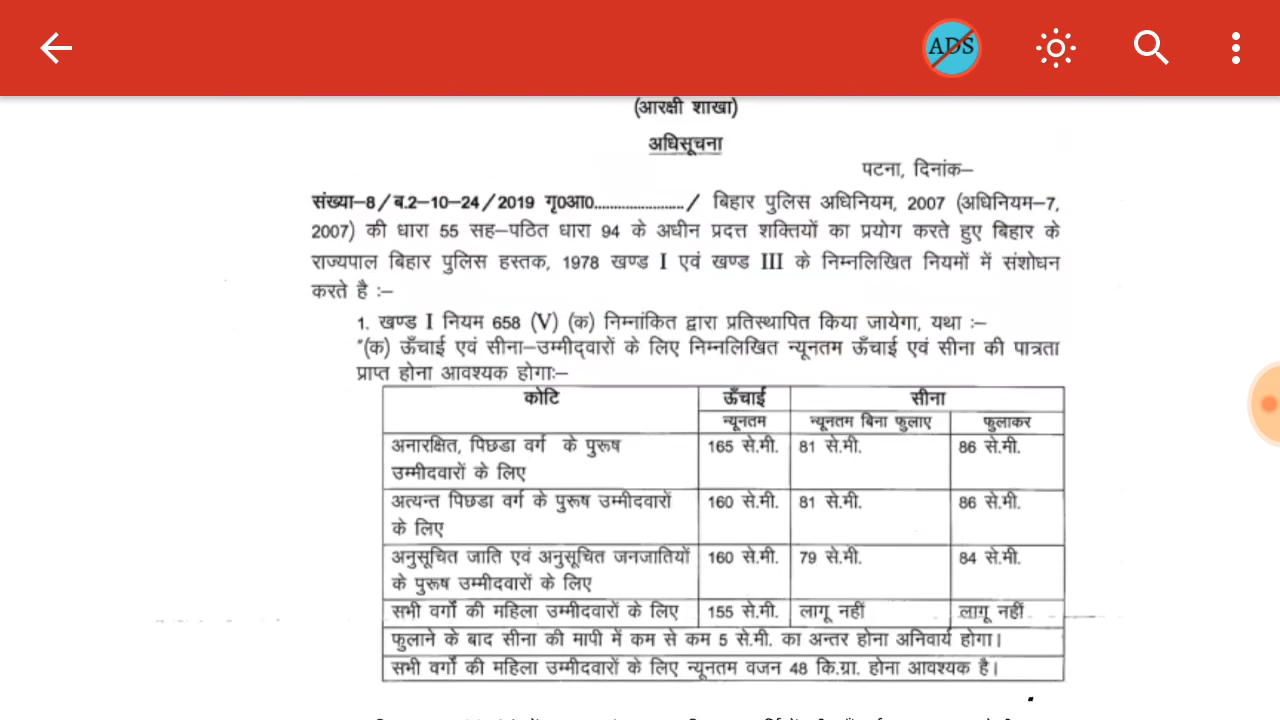 ADS
(आरक्षी शाखा)
अधिसूचना
पटना, दिनांक–
संख्या–8/ब.2–10–24/2019 गृ0आ0....................../ बिहार पुलिस अधिनियम, 2007 (अधिनियम–7,
2007) की धारा 55 सह–पठित धारा 94 के अधीन प्रदत्त शक्तियों का प्रयोग करते हुए बिहार के
राज्यपाल बिहार पुलिस हस्तक, 1978 खण्ड I एवं खण्ड III के निम्नलिखित नियमों में संशोधन
करते है :–
1. खण्ड I नियम 658 (V) (क) निम्नांकित द्वारा प्रतिस्थापित किया जायेगा, यथा :–
"(क) ऊँचाई एवं सीना–उम्मीद्वारों के लिए निम्नलिखित न्यूनतम ऊँचाई एवं सीना की पात्रता
प्राप्त होना आवश्यक होगाः–
कोटि ऊँचाई सीना
न्यूनतम न्यूनतम बिना फुलाए फुलाकर
अनारक्षित, पिछडा वर्ग के पुरूष 165 से.मी. 81 से.मी. 86 से.मी.
उम्मीदवारों के लिए
अत्यन्त पिछडा वर्ग के पुरूष उम्मीदवारों 160 से.मी. 81 से.मी. 86 से.मी.
के लिए
अनुसूचित जाति एवं अनुसूचित जनजातियों 160 से.मी. 79 से.मी. 84 से.मी.
के पुरूष उम्मीदवारों के लिए
सभी वर्गों की महिला उम्मीदवारों के लिए 155 से.मी. लागू नहीं लागू नहीं
फुलाने के बाद सीना की मापी में कम से कम 5 से.मी. का अन्तर होना अनिवार्य होगा।
सभी वर्गों की महिला उम्मीदवारों के लिए न्यूनतम वजन 48 कि.ग्रा. होना आवश्यक है।